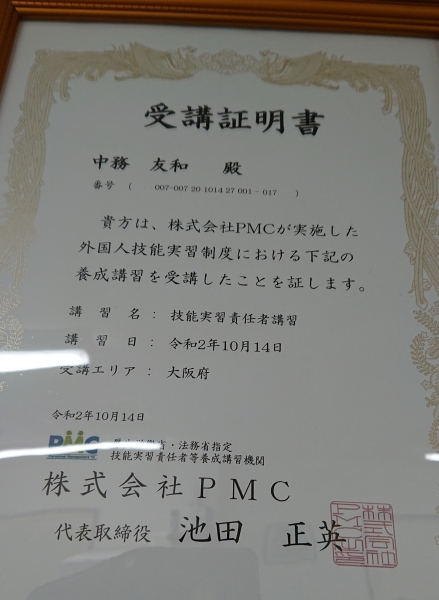 受講証明書
中務 友和 殿
番号 ( 007-007 20 1014 27 001 - 017 )
貴方は、株式会社PMCが実施した
外国人技能実習制度における下記の
養成講習を受講したことを証します。
講習名：技能実習責任者講習
講習日：令和2年10月14日
受講エリア：大阪府
令和2年10月14日
PMC
省・法務省指定
技能実習責任者等養成講習機関
株式会社PMC
代表取締役 池田 正英